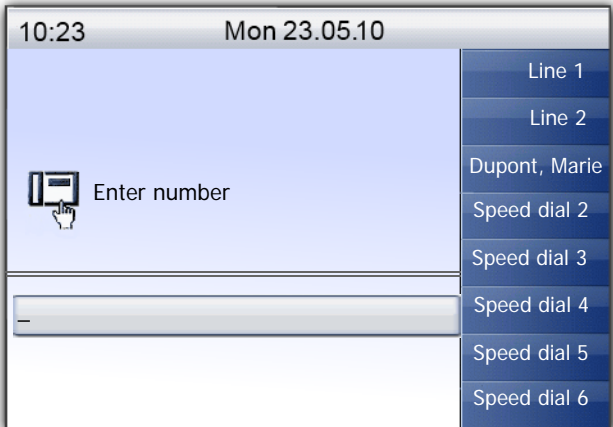 10:23 Mon 23.05.10
Line 1
Line 2
Dupont, Marie
Enter number
Speed dial 2
Speed dial 3
Speed dial 4
_
Speed dial 5
Speed dial 6